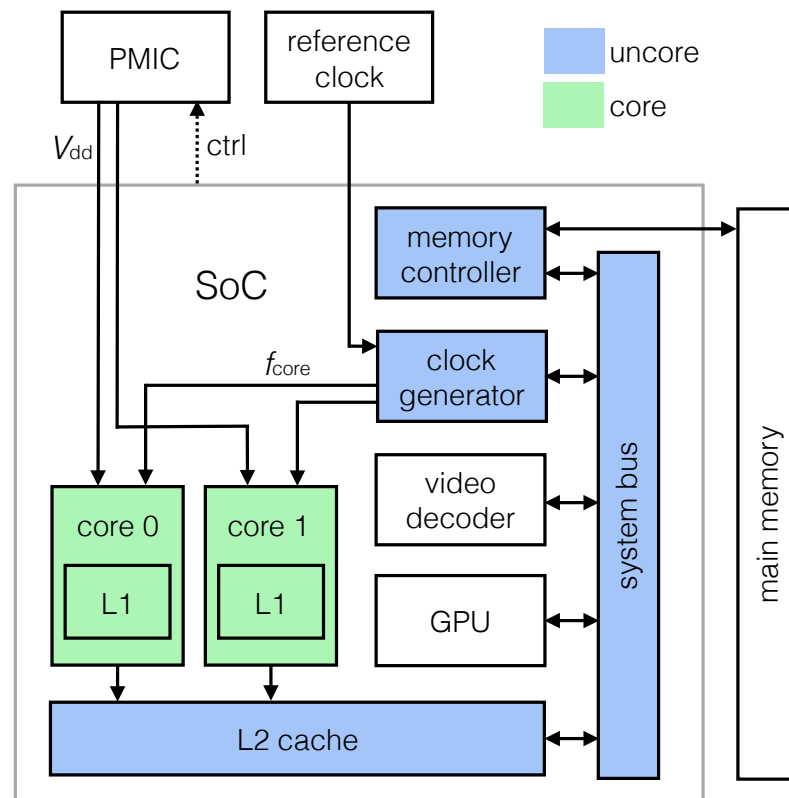 PMIC
reference
clock
uncore
core
Vdd
ctrl
SoC
memory
controller
fcore
clock
generator
video
decoder
GPU
core 0
L1
core 1
L1
L2 cache
system bus
main memory